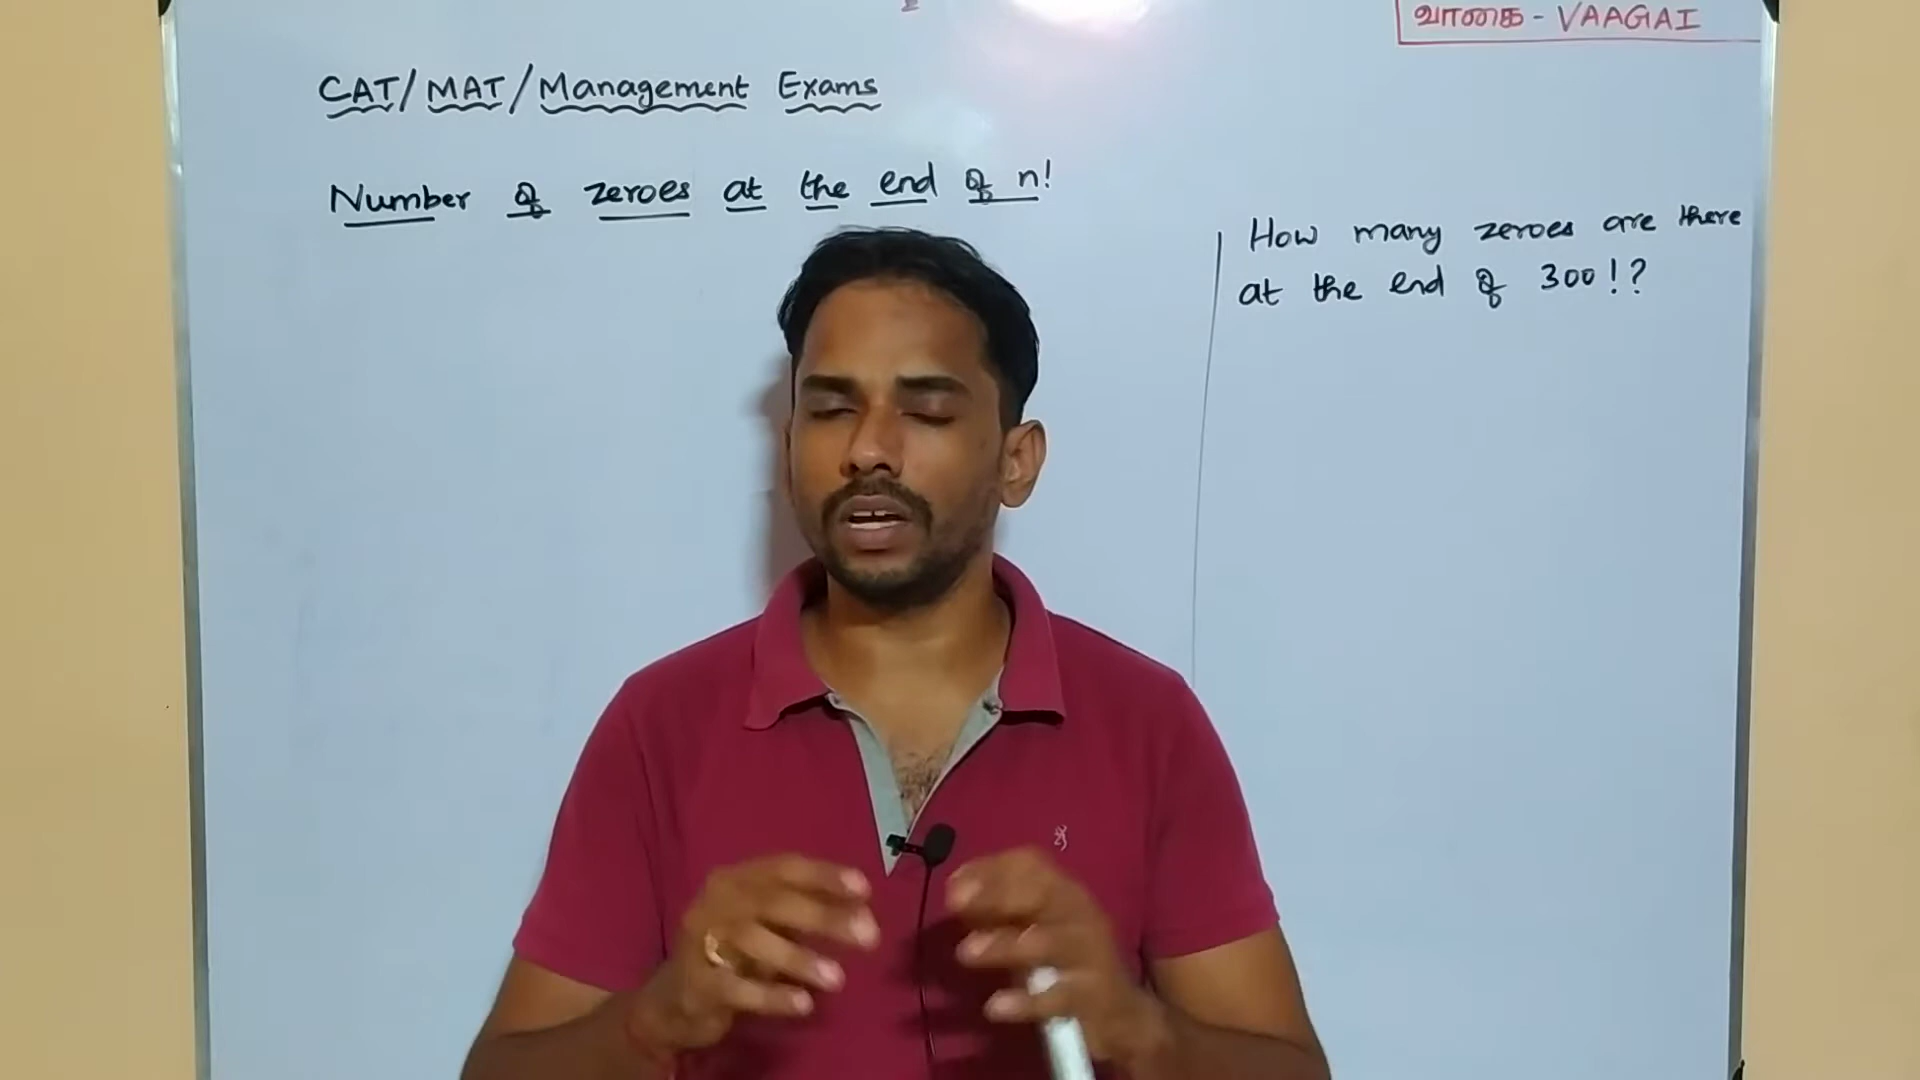 வாகை - VAAGAI
CAT/MAT/Management Exams
Number of zeroes at the end of n!
How many zeroes are there
at the end of 300!?